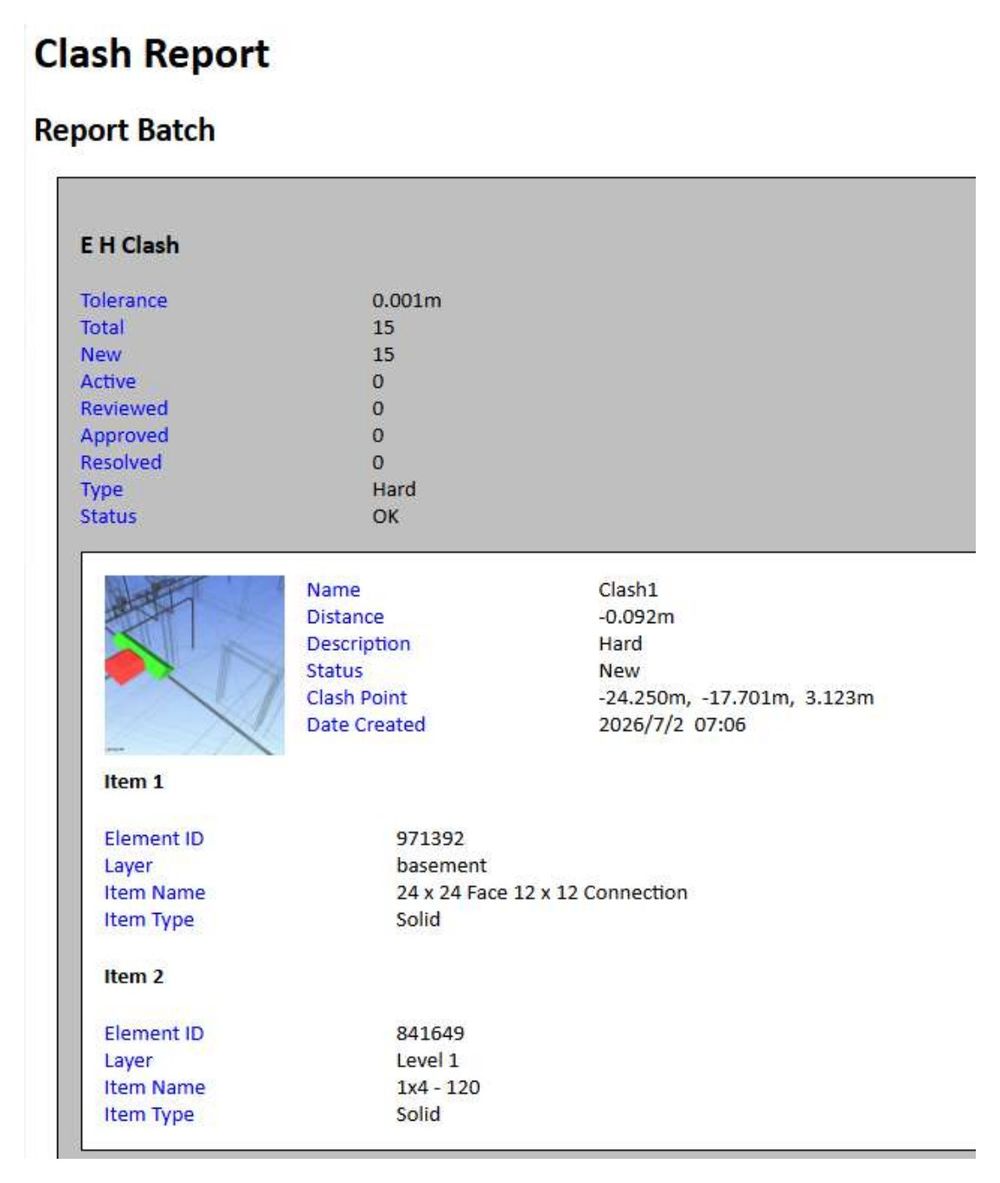 Clash Report
Report Batch
E H Clash
Tolerance 0.001m
Total 15
New 15
Active 0
Reviewed 0
Approved 0
Resolved 0
Type Hard
Status OK
Name Clash1
Distance -0.092m
Description Hard
Status New
Clash Point -24.250m, -17.701m, 3.123m
Date Created 2026/7/2 07:06
Item 1
Element ID 971392
Layer basement
Item Name 24 x 24 Face 12 x 12 Connection
Item Type Solid
Item 2
Element ID 841649
Layer Level 1
Item Name 1x4 - 120
Item Type Solid